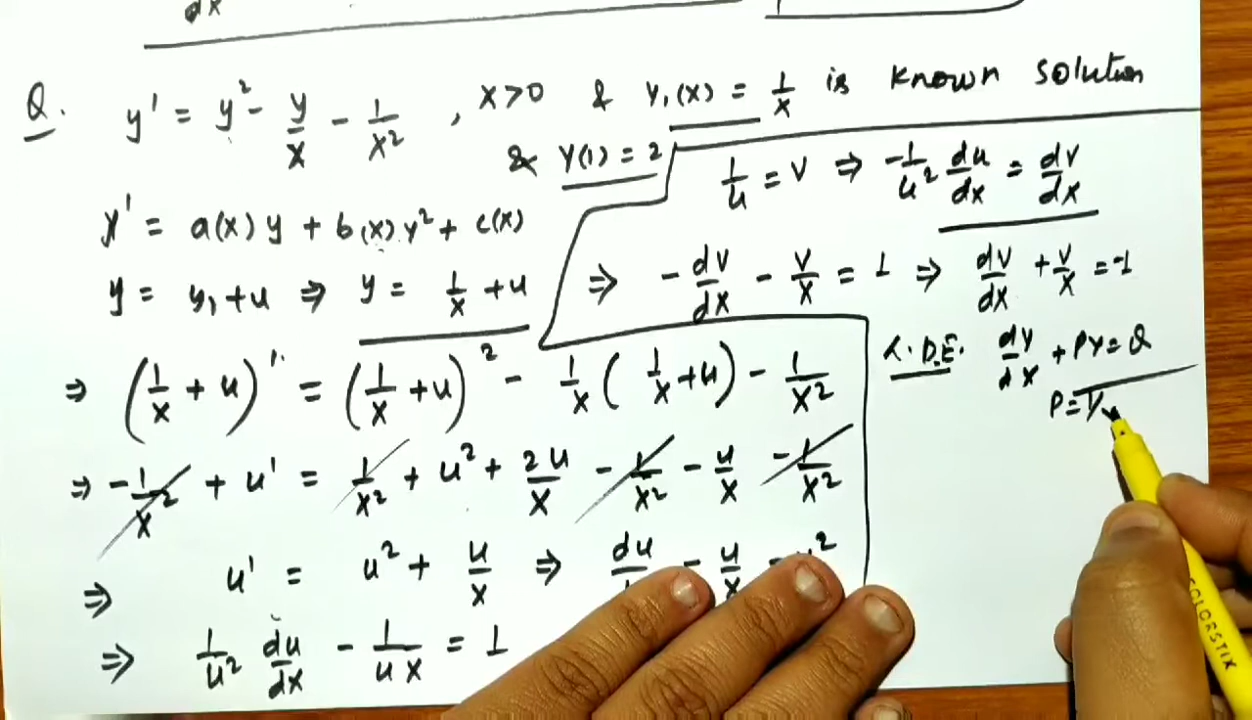 dx
Q. y' = y² - y/x - 1/x² , x>0 & y₁(x) = 1/x is known solution
& y(1) = 2
y' = a(x) y + b(x) y² + c(x)
y = y₁ + u ⇒ y = 1/x + u
⇒ (1/x + u)' = (1/x + u)² - 1/x (1/x + u) - 1/x²
⇒ -1/x² + u' = 1/x² + u² + 2u/x - 1/x² - u/x - 1/x²
⇒ u' = u² + u/x ⇒ du - u/x = u²
⇒ 1/u² du/dx - 1/ux = 1
1/u = v ⇒ -1/u² du/dx = dv/dx
⇒ -dv/dx - v/x = 1 ⇒ dv/dx + v/x = -1
L.D.E. dy/dx + Py = Q
P = 1/x
COLORSTIX